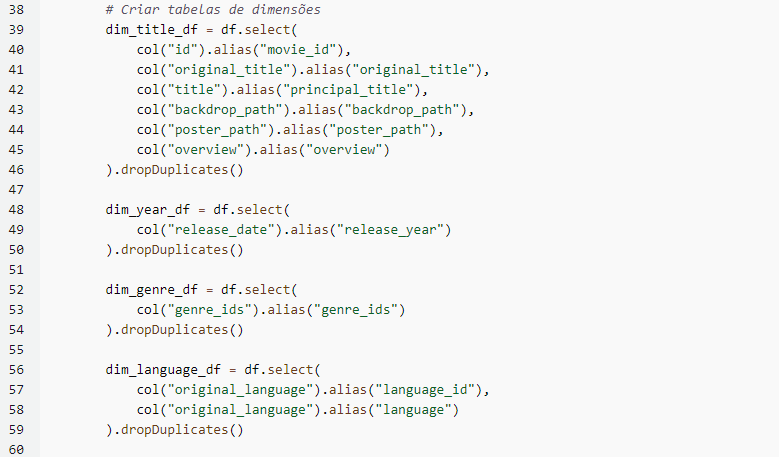 38 # Criar tabelas de dimensões
39 dim_title_df = df.select(
40 col("id").alias("movie_id"),
41 col("original_title").alias("original_title"),
42 col("title").alias("principal_title"),
43 col("backdrop_path").alias("backdrop_path"),
44 col("poster_path").alias("poster_path"),
45 col("overview").alias("overview")
46 ).dropDuplicates()
47
48 dim_year_df = df.select(
49 col("release_date").alias("release_year")
50 ).dropDuplicates()
51
52 dim_genre_df = df.select(
53 col("genre_ids").alias("genre_ids")
54 ).dropDuplicates()
55
56 dim_language_df = df.select(
57 col("original_language").alias("language_id"),
58 col("original_language").alias("language")
59 ).dropDuplicates()
60